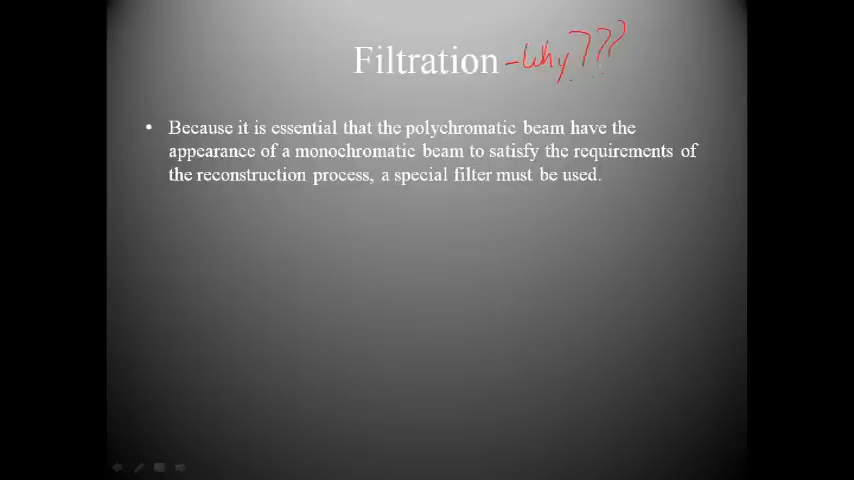 Filtration -Why???
• Because it is essential that the polychromatic beam have the
appearance of a monochromatic beam to satisfy the requirements of
the reconstruction process, a special filter must be used.